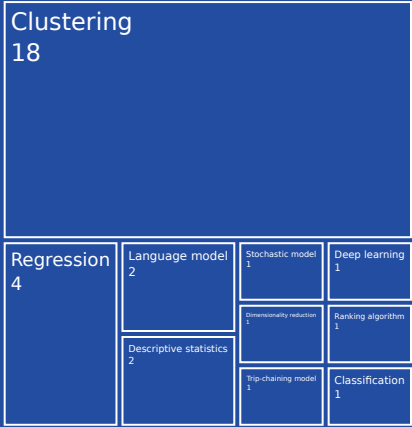 Clustering
18
Regression
4
Language model
2
Descriptive statistics
2
Stochastic model
1
Deep learning
1
Dimensionality reduction
1
Ranking algorithm
1
Trip-chaining model
1
Classification
1